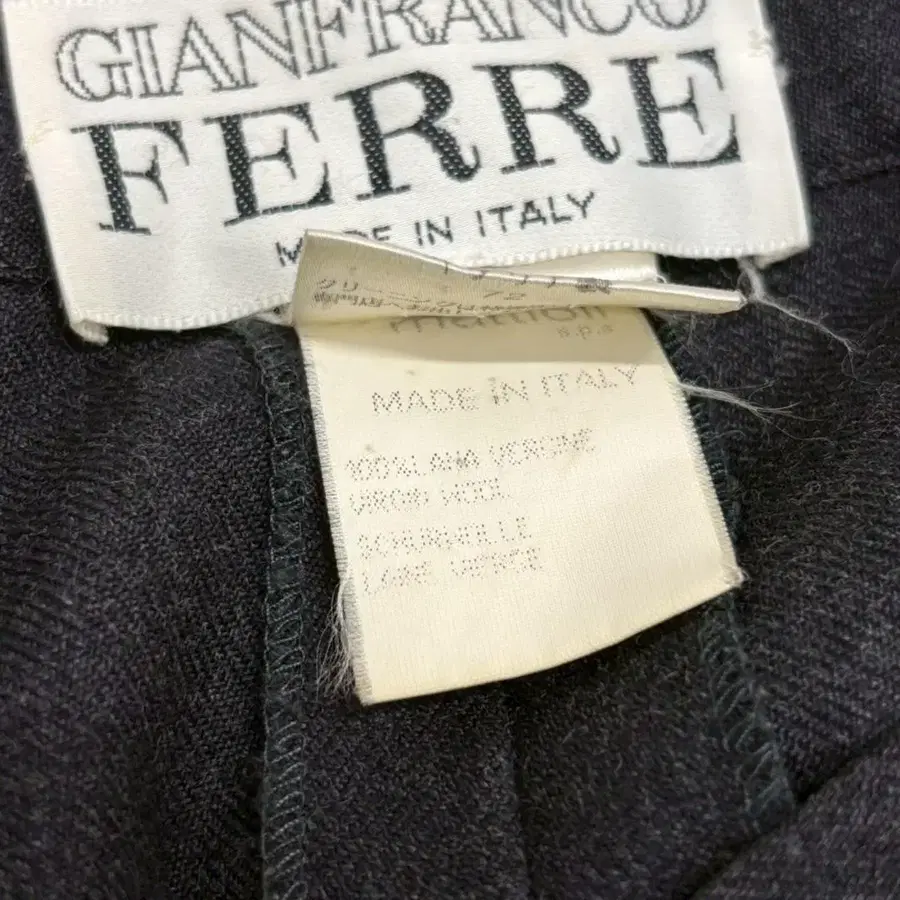 GIANFRANCO
FERRE
MADE IN ITALY
s.p.a
MADE IN ITALY
100% LANA VERGINE
VIRGIN WOOL
SCHURWOLLE
LAINE VIERGE